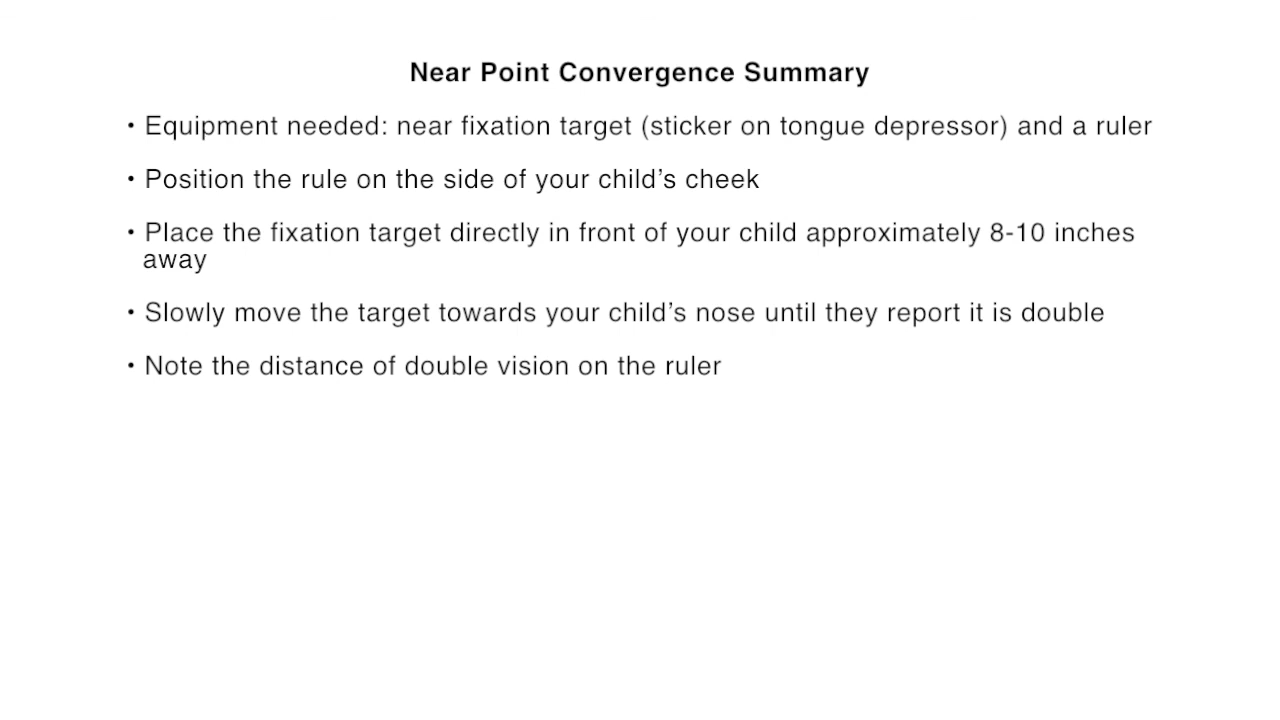 Near Point Convergence Summary
• Equipment needed: near fixation target (sticker on tongue depressor) and a ruler
• Position the rule on the side of your child’s cheek
• Place the fixation target directly in front of your child approximately 8-10 inches
away
• Slowly move the target towards your child’s nose until they report it is double
• Note the distance of double vision on the ruler